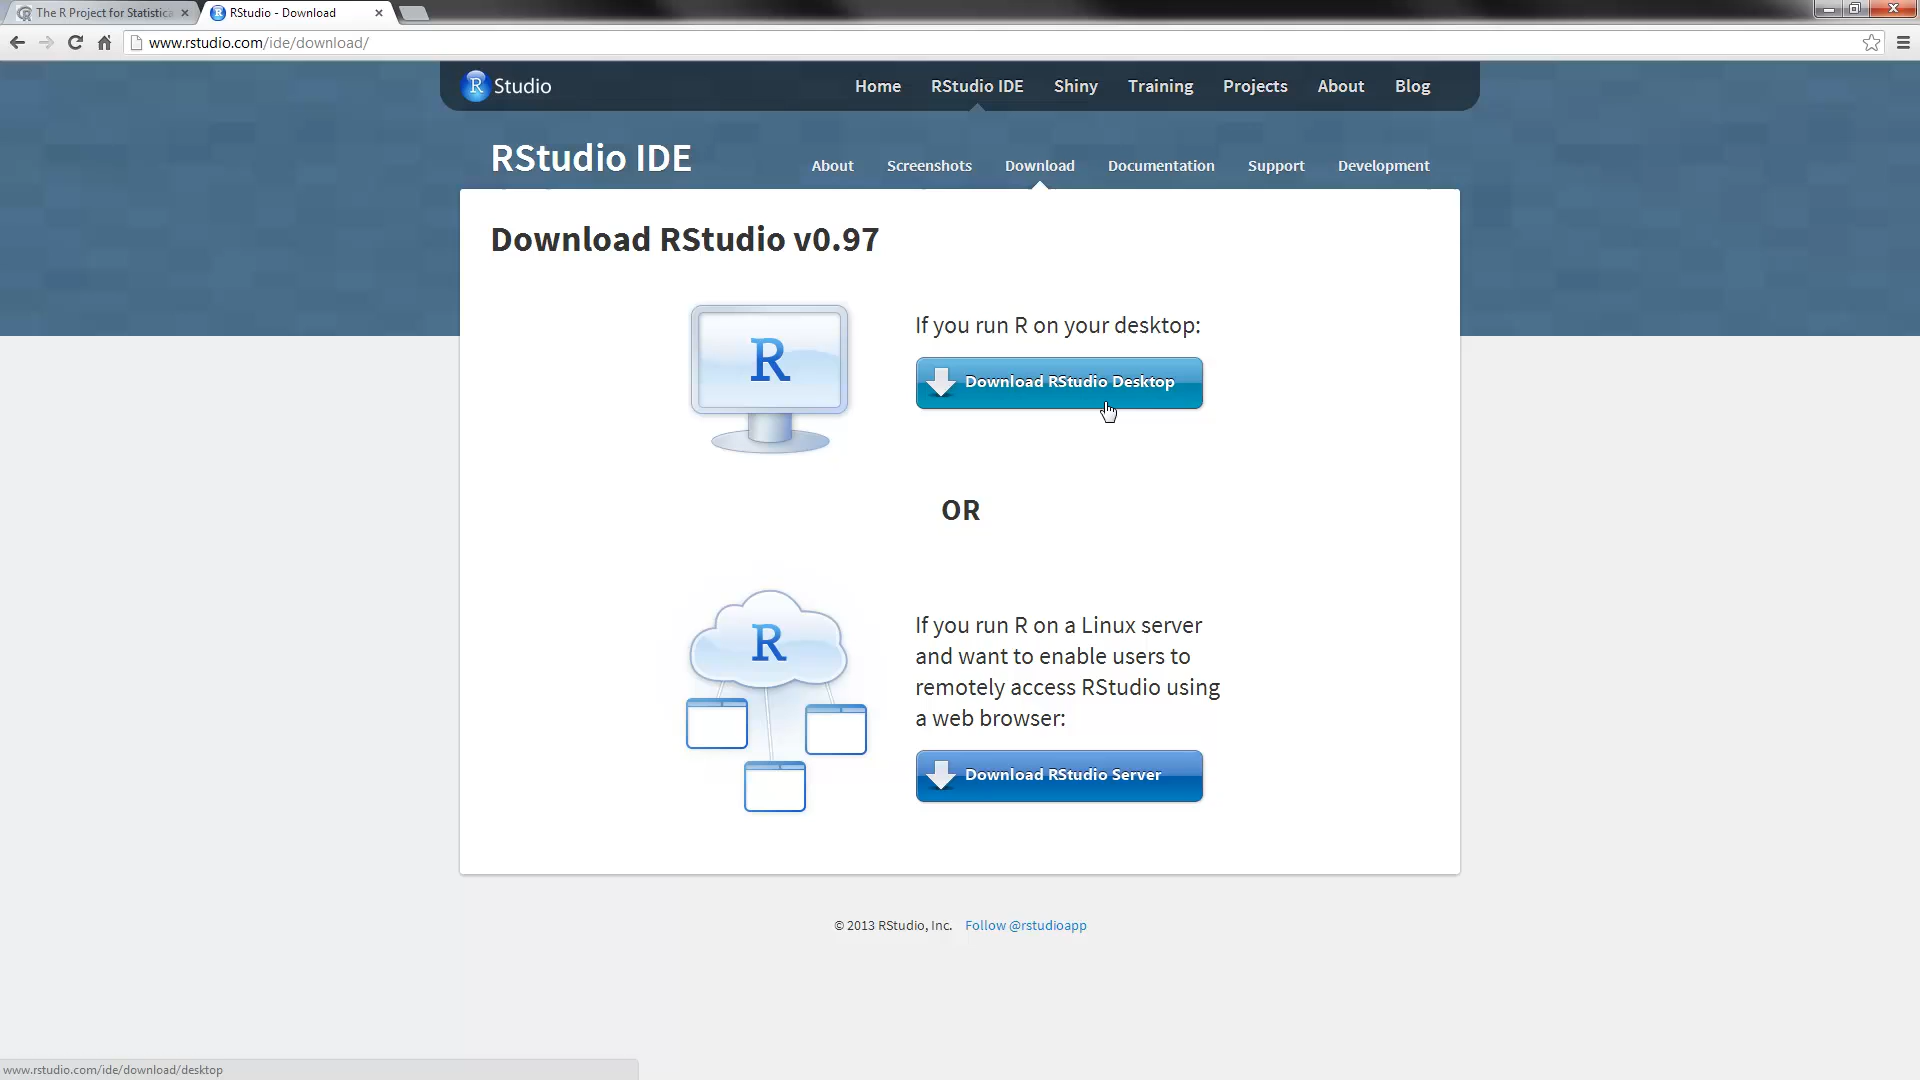 The R Project for Statistica
RStudio - Download
www.rstudio.com/ide/download/
R Studio
Home
RStudio IDE
Shiny
Training
Projects
About
Blog
RStudio IDE
About
Screenshots
Download
Documentation
Support
Development
Download RStudio v0.97
R
If you run R on your desktop:
Download RStudio Desktop
OR
R
If you run R on a Linux server
and want to enable users to
remotely access RStudio using
a web browser:
Download RStudio Server
© 2013 RStudio, Inc.
Follow @rstudioapp
www.rstudio.com/ide/download/desktop